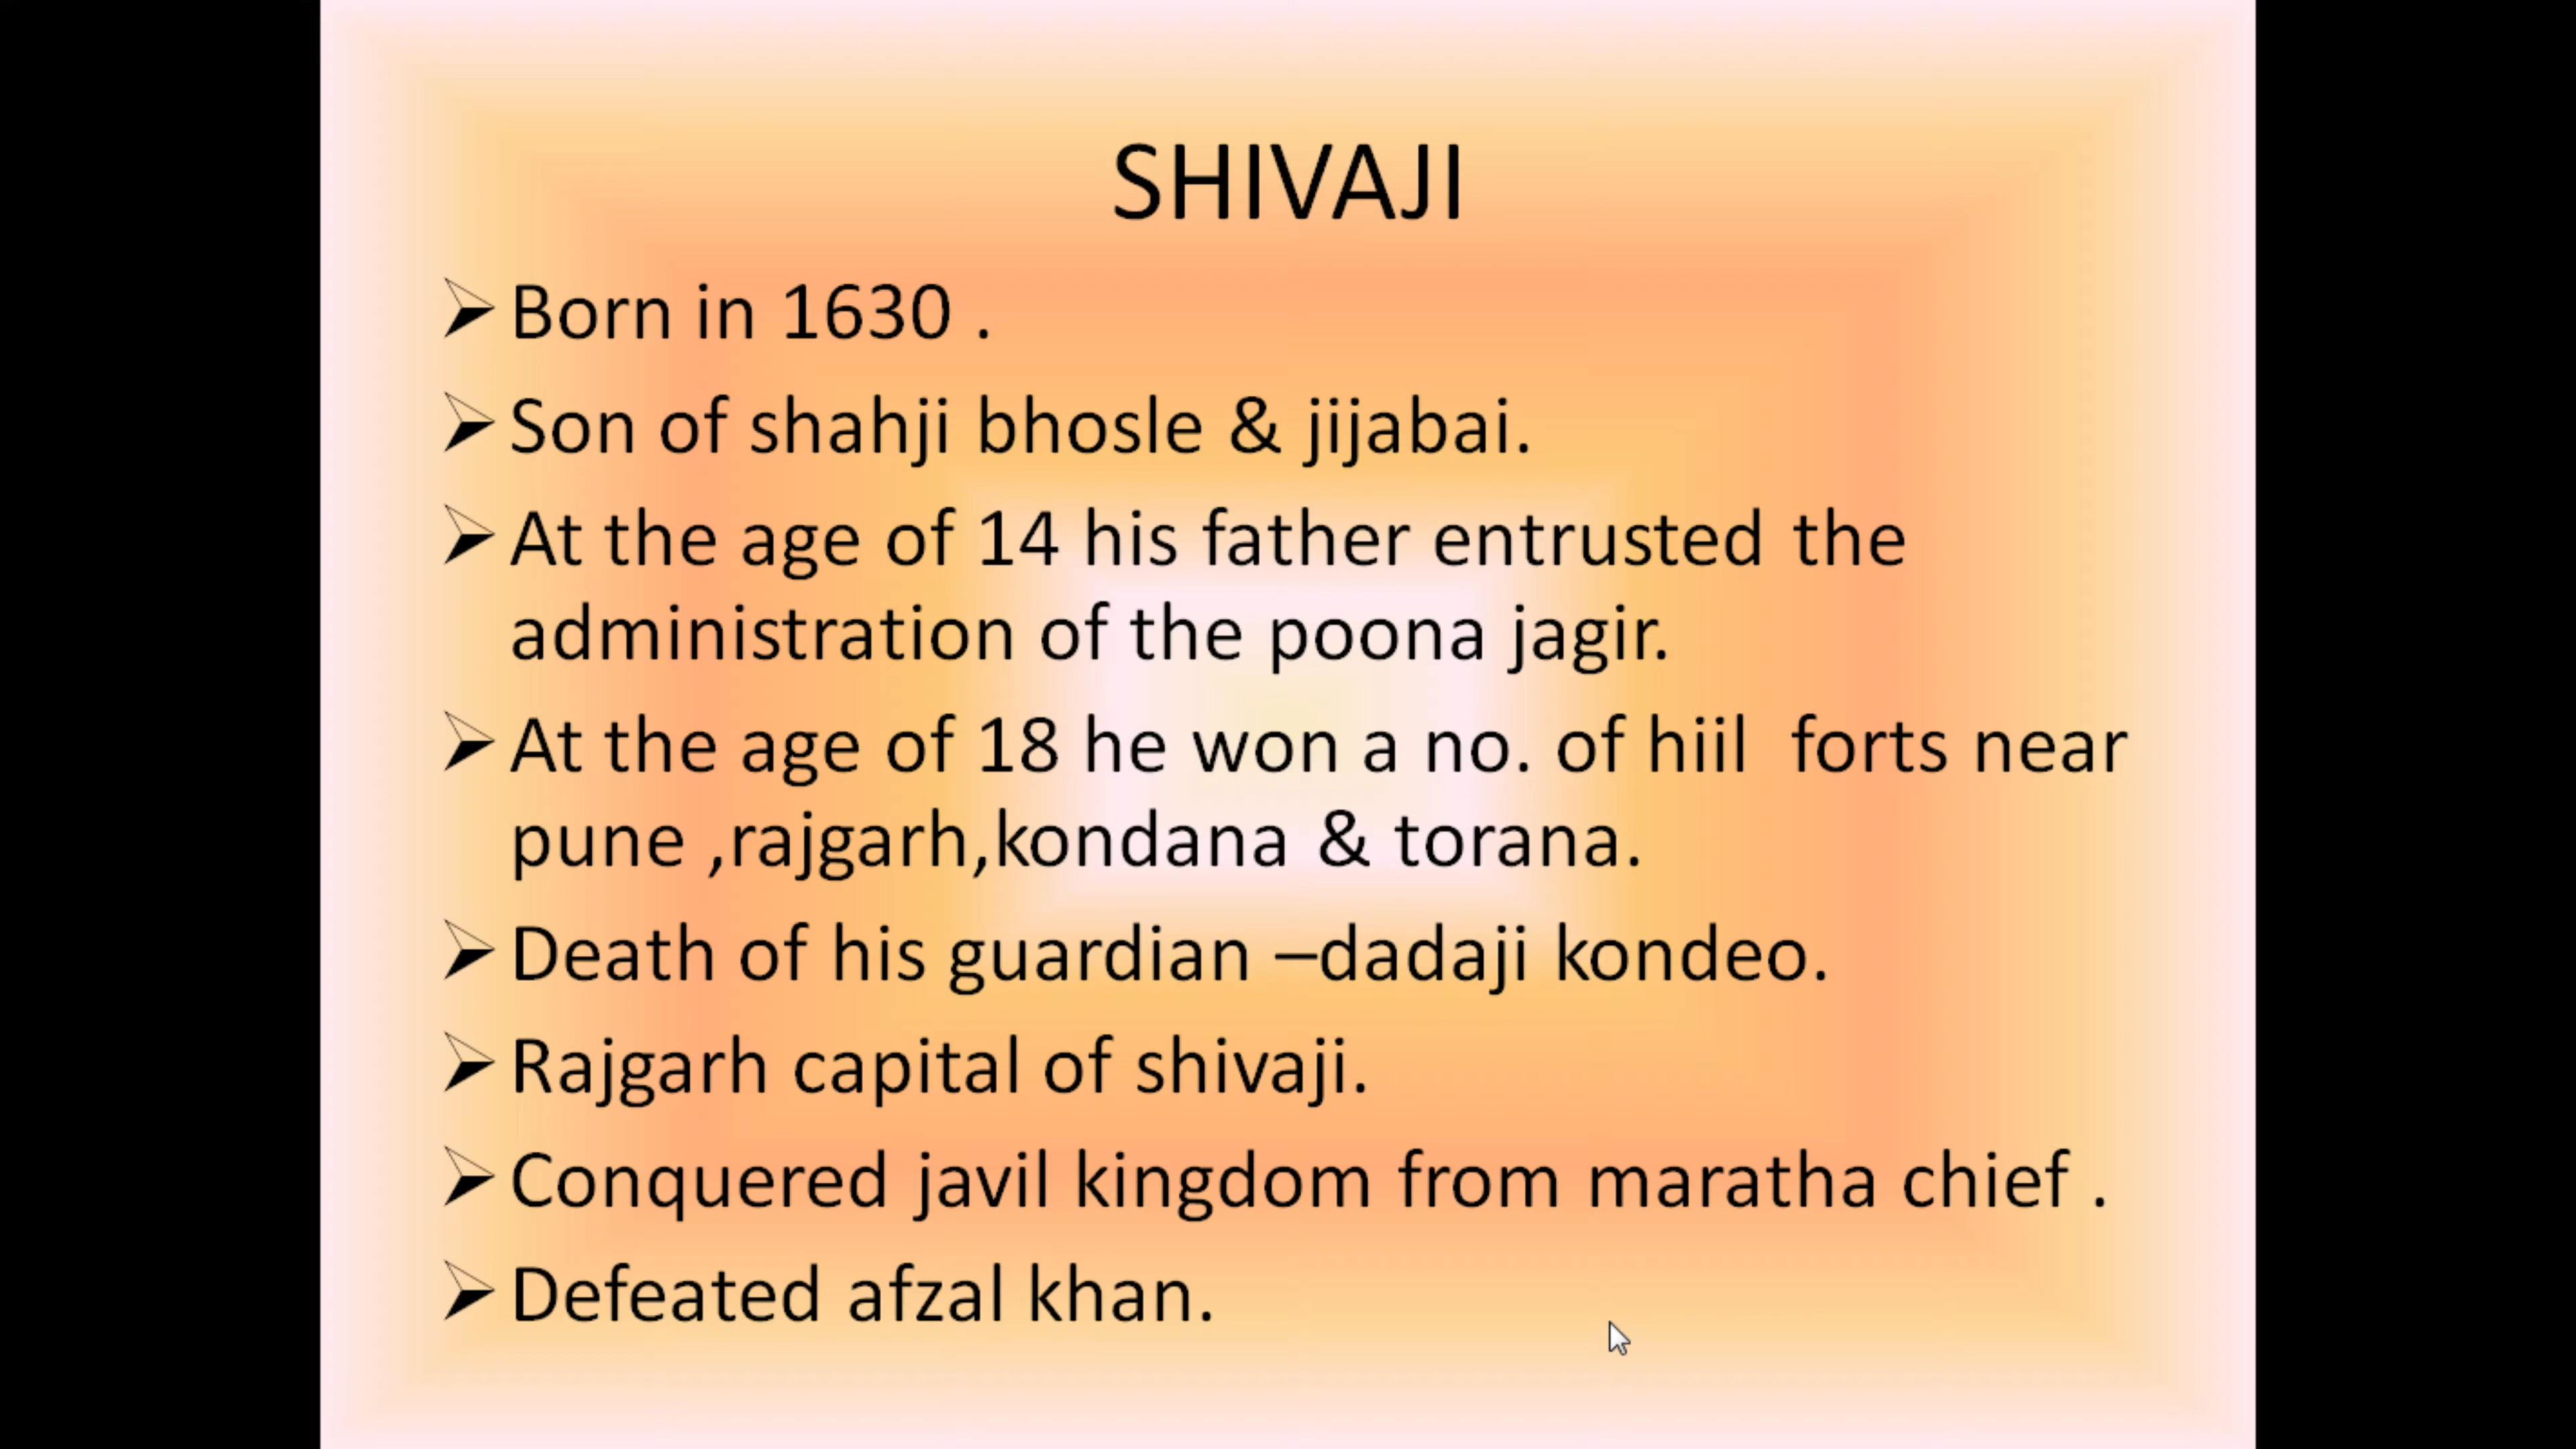 SHIVAJI
Born in 1630 .
Son of shahji bhosle & jijabai.
At the age of 14 his father entrusted the
administration of the poona jagir.
At the age of 18 he won a no. of hiil  forts near
pune ,rajgarh,kondana & torana.
Death of his guardian –dadaji kondeo.
Rajgarh capital of shivaji.
Conquered javil kingdom from maratha chief .
Defeated afzal khan.